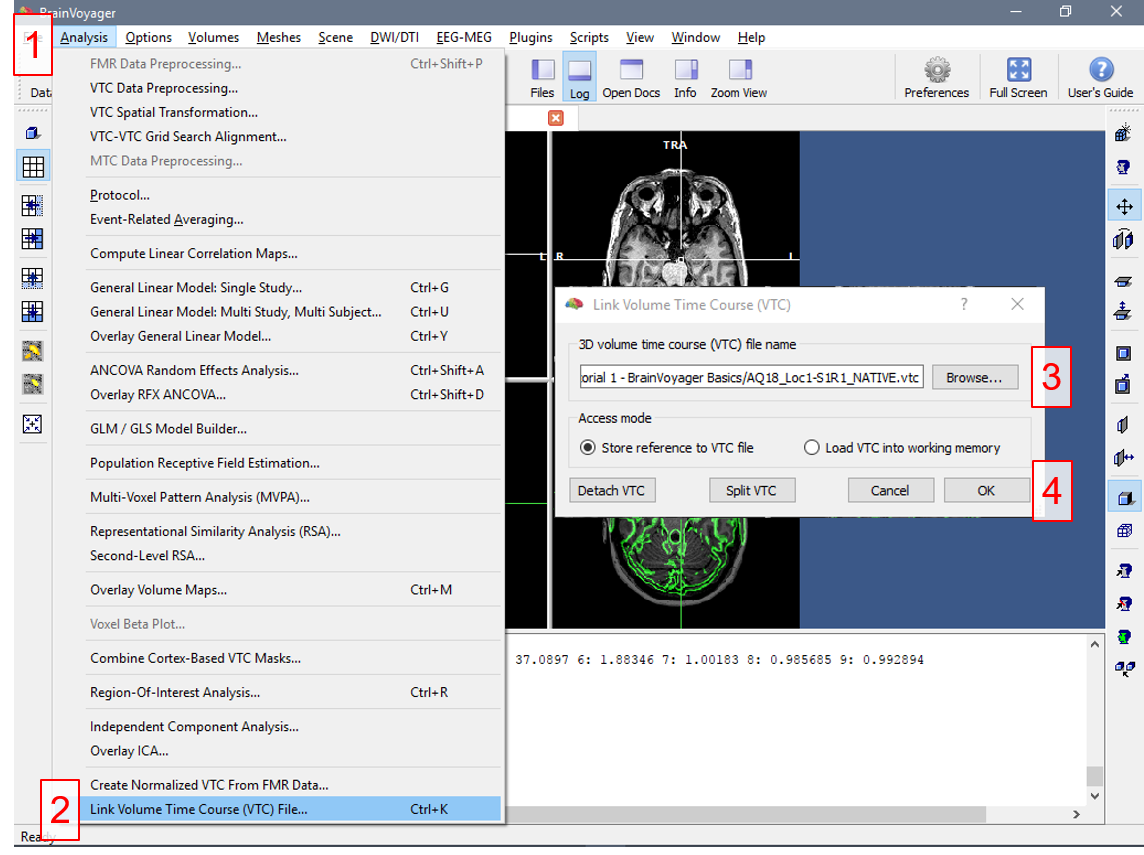 BrainVoyager
1
Analysis Options Volumes Meshes Scene DWI/DTI EEG-MEG Plugins Scripts View Window Help
Files Log Open Docs Info Zoom View Preferences Full Screen User's Guide
FMR Data Preprocessing... Ctrl+Shift+P
VTC Data Preprocessing...
VTC Spatial Transformation...
VTC-VTC Grid Search Alignment...
MTC Data Preprocessing...
Protocol...
Event-Related Averaging...
Compute Linear Correlation Maps...
General Linear Model: Single Study... Ctrl+G
General Linear Model: Multi Study, Multi Subject... Ctrl+U
Overlay General Linear Model... Ctrl+Y
ANCOVA Random Effects Analysis... Ctrl+Shift+A
Overlay RFX ANCOVA... Ctrl+Shift+D
GLM / GLS Model Builder...
Population Receptive Field Estimation...
Multi-Voxel Pattern Analysis (MVPA)...
Representational Similarity Analysis (RSA)...
Second-Level RSA...
Overlay Volume Maps... Ctrl+M
Voxel Beta Plot...
Combine Cortex-Based VTC Masks...
Region-Of-Interest Analysis... Ctrl+R
Independent Component Analysis...
Overlay ICA...
Create Normalized VTC From FMR Data...
2
Link Volume Time Course (VTC) File... Ctrl+K
TRA
L R L
Link Volume Time Course (VTC) ?
3D volume time course (VTC) file name
orial 1 - BrainVoyager Basics/AQ18_Loc1-S1R1_NATIVE.vtc Browse...
3
Access mode
Store reference to VTC file Load VTC into working memory
Detach VTC Split VTC Cancel OK
4
37.0897 6: 1.88346 7: 1.00183 8: 0.985685 9: 0.992894
Ready